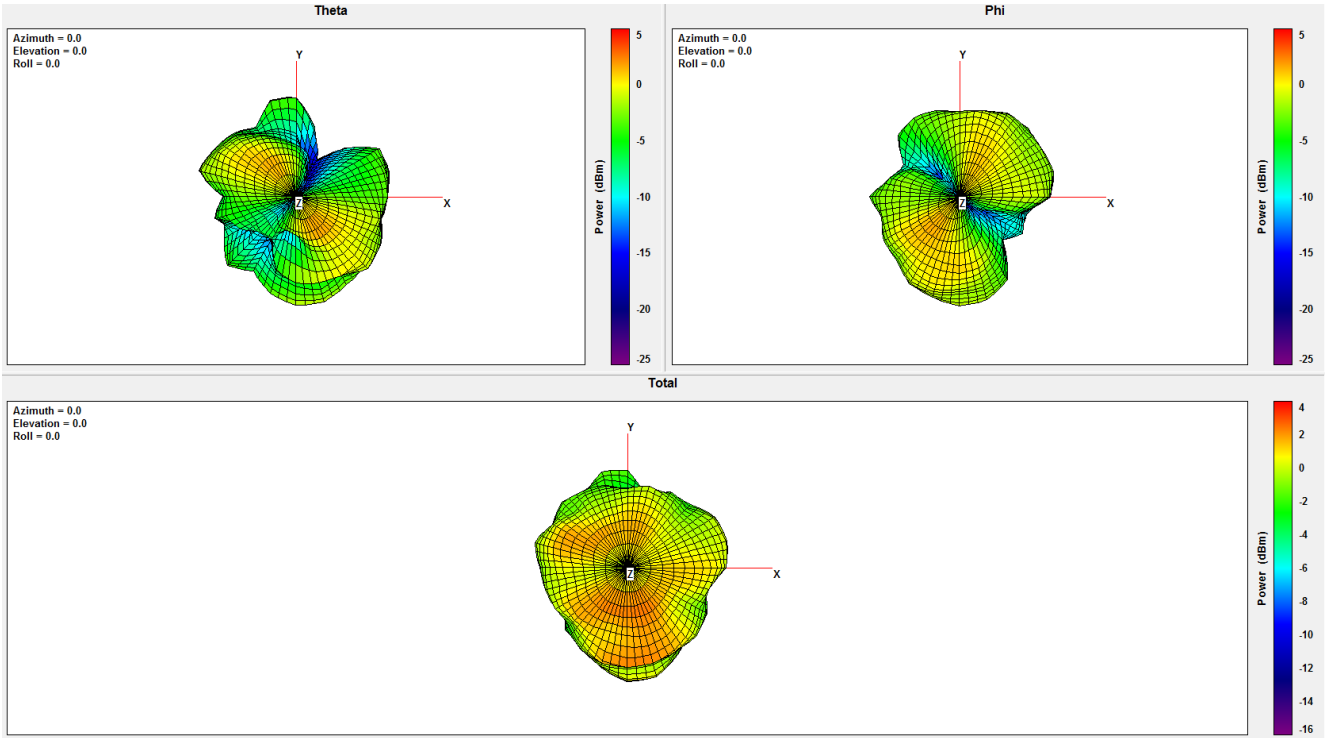 Theta
Azimuth = 0.0
Elevation = 0.0
Roll = 0.0
Y
X
Z
5
0
-5
-10
-15
-20
-25
Power (dBm)
Phi
Azimuth = 0.0
Elevation = 0.0
Roll = 0.0
Y
X
Z
5
0
-5
-10
-15
-20
-25
Power (dBm)
Total
Azimuth = 0.0
Elevation = 0.0
Roll = 0.0
Y
X
Z
4
2
0
-2
-4
-6
-8
-10
-12
-14
-16
Power (dBm)